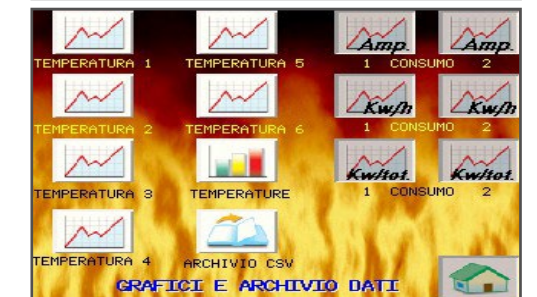 Amp. Amp.
TEMPERATURA 1 TEMPERATURA 5 1 CONSUMO 2
Kw/h Kw/h
TEMPERATURA 2 TEMPERATURA 6 1 CONSUMO 2
Kw/tot. Kw/tot.
TEMPERATURA 3 TEMPERATURE 1 CONSUMO 2
TEMPERATURA 4 ARCHIVIO CSV
GRAFICI E ARCHIVIO DATI